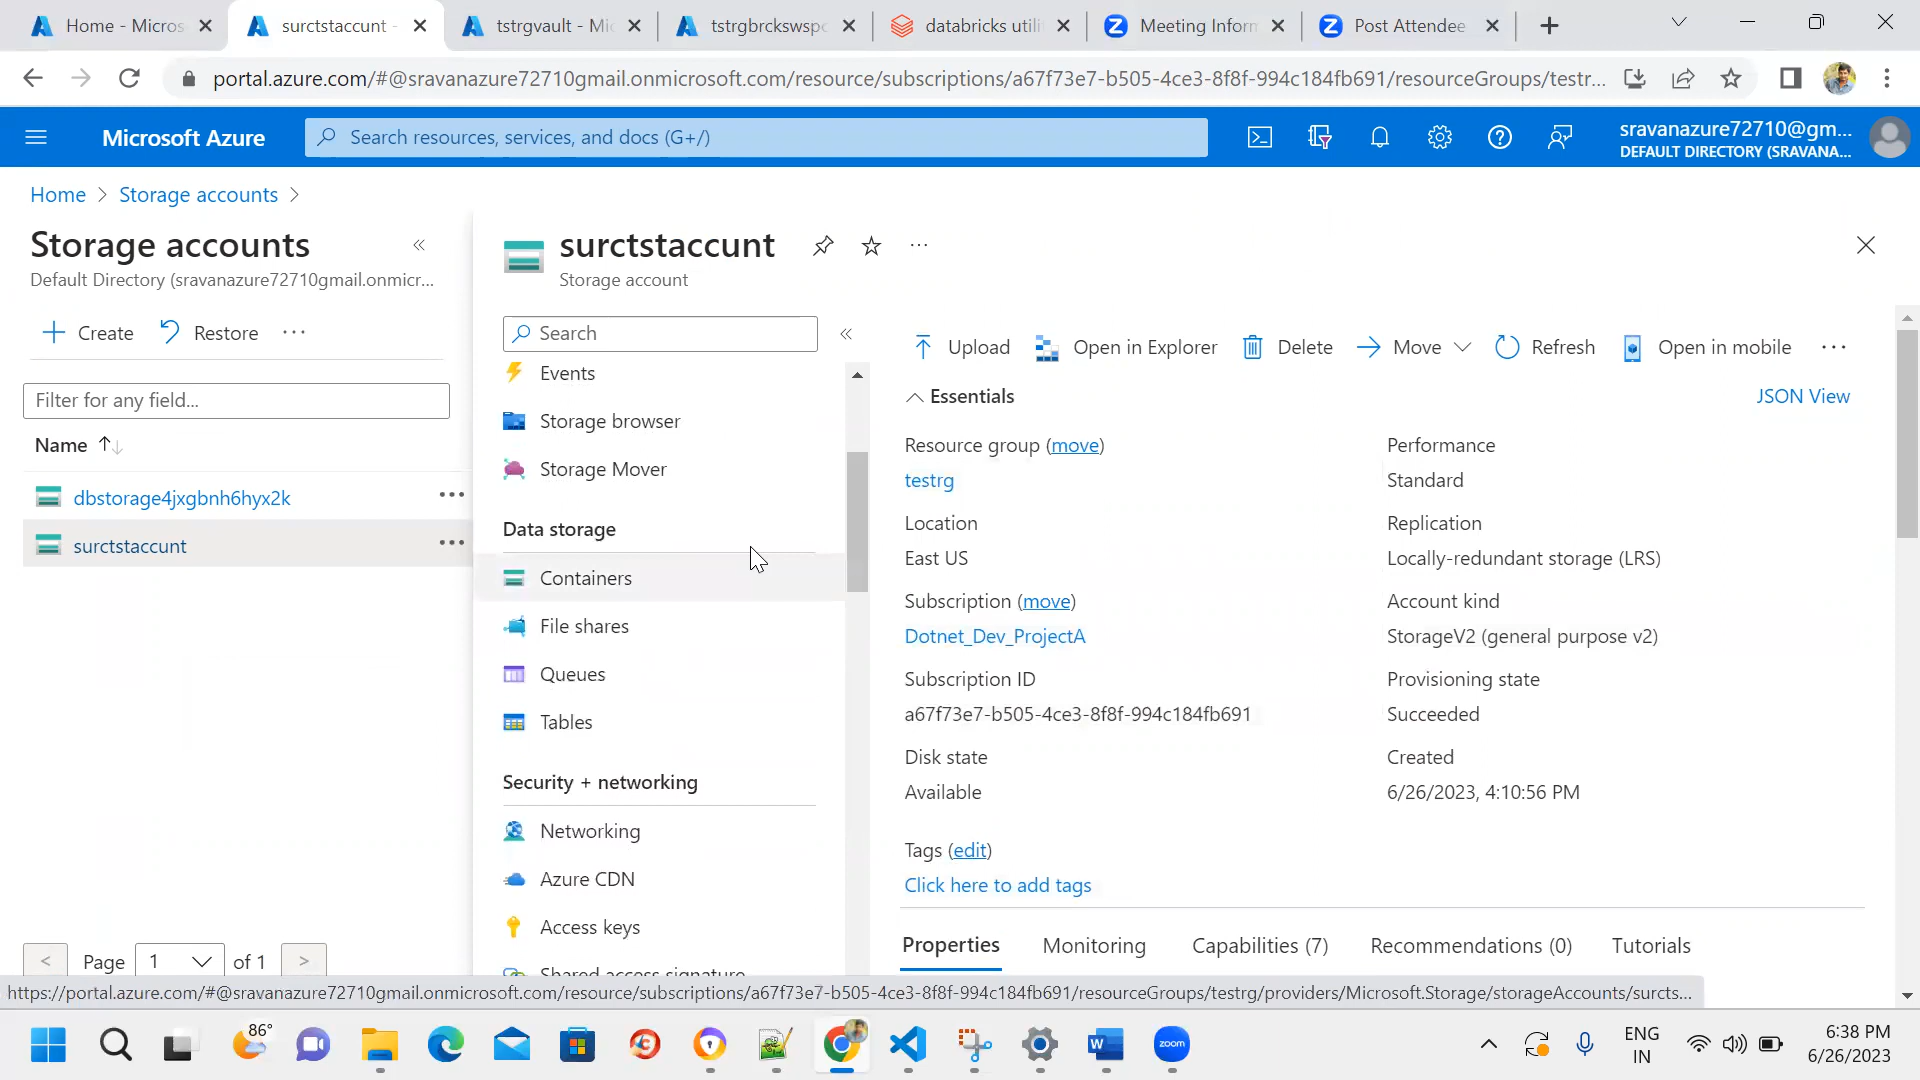 Home - Micros
surctstaccunt -
tstrgvault - Mi
tstrgbrckswspc
databricks utili
Meeting Inform
Post Attendee
portal.azure.com/#@sravanazure72710gmail.onmicrosoft.com/resource/subscriptions/a67f73e7-b505-4ce3-8f8f-994c184fb691/resourceGroups/testr...
Microsoft Azure
Search resources, services, and docs (G+/)
sravanazure72710@gm...
DEFAULT DIRECTORY (SRAVANA...
Home > Storage accounts >
Storage accounts
Default Directory (sravanazure72710gmail.onmicr...
Create
Restore
Filter for any field...
Name
dbstorage4jxgbnh6hyx2k
surctstaccunt
Page 1 of 1
surctstaccunt
Storage account
Search
Events
Storage browser
Storage Mover
Data storage
Containers
File shares
Queues
Tables
Security + networking
Networking
Azure CDN
Access keys
Shared access signature
Upload
Open in Explorer
Delete
Move
Refresh
Open in mobile
Essentials
JSON View
Resource group (move)
testrg
Location
East US
Subscription (move)
Dotnet_Dev_ProjectA
Subscription ID
a67f73e7-b505-4ce3-8f8f-994c184fb691
Disk state
Available
Performance
Standard
Replication
Locally-redundant storage (LRS)
Account kind
StorageV2 (general purpose v2)
Provisioning state
Succeeded
Created
6/26/2023, 4:10:56 PM
Tags (edit)
Click here to add tags
Properties
Monitoring
Capabilities (7)
Recommendations (0)
Tutorials
https://portal.azure.com/#@sravanazure72710gmail.onmicrosoft.com/resource/subscriptions/a67f73e7-b505-4ce3-8f8f-994c184fb691/resourceGroups/testrg/providers/Microsoft.Storage/storageAccounts/surcts...
86°
zoom
ENG
IN
6:38 PM
6/26/2023